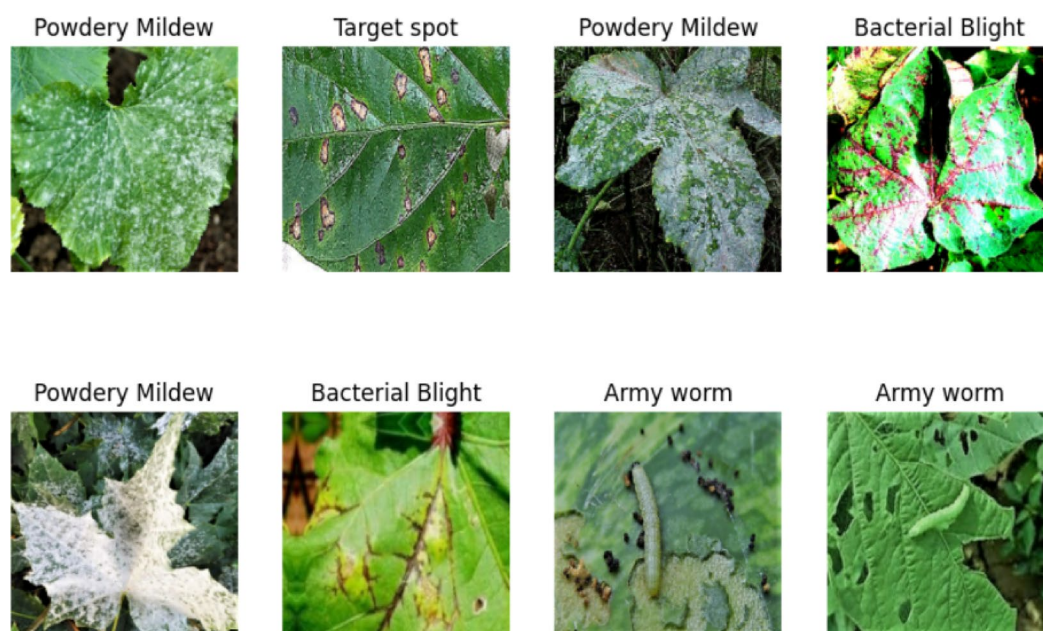 Powdery Mildew
Target spot
Powdery Mildew
Bacterial Blight
Powdery Mildew
Bacterial Blight
Army worm
Army worm